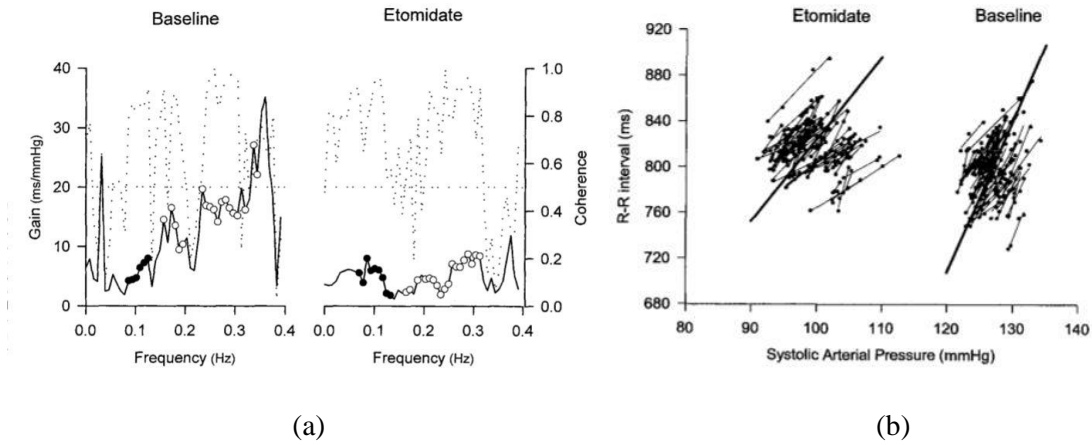 Baseline
Etomidate
40
30
20
10
0
Gain (ms/mmHg)
0.0 0.1 0.2 0.3 0.4
Frequency (Hz)
0.0 0.1 0.2 0.3 0.4
Frequency (Hz)
1.0
0.8
0.6
0.4
0.2
0.0
Coherence
(a)
Etomidate
Baseline
920
880
840
800
760
720
680
R-R interval (ms)
80 90 100 110 120 130 140
Systolic Arterial Pressure (mmHg)
(b)